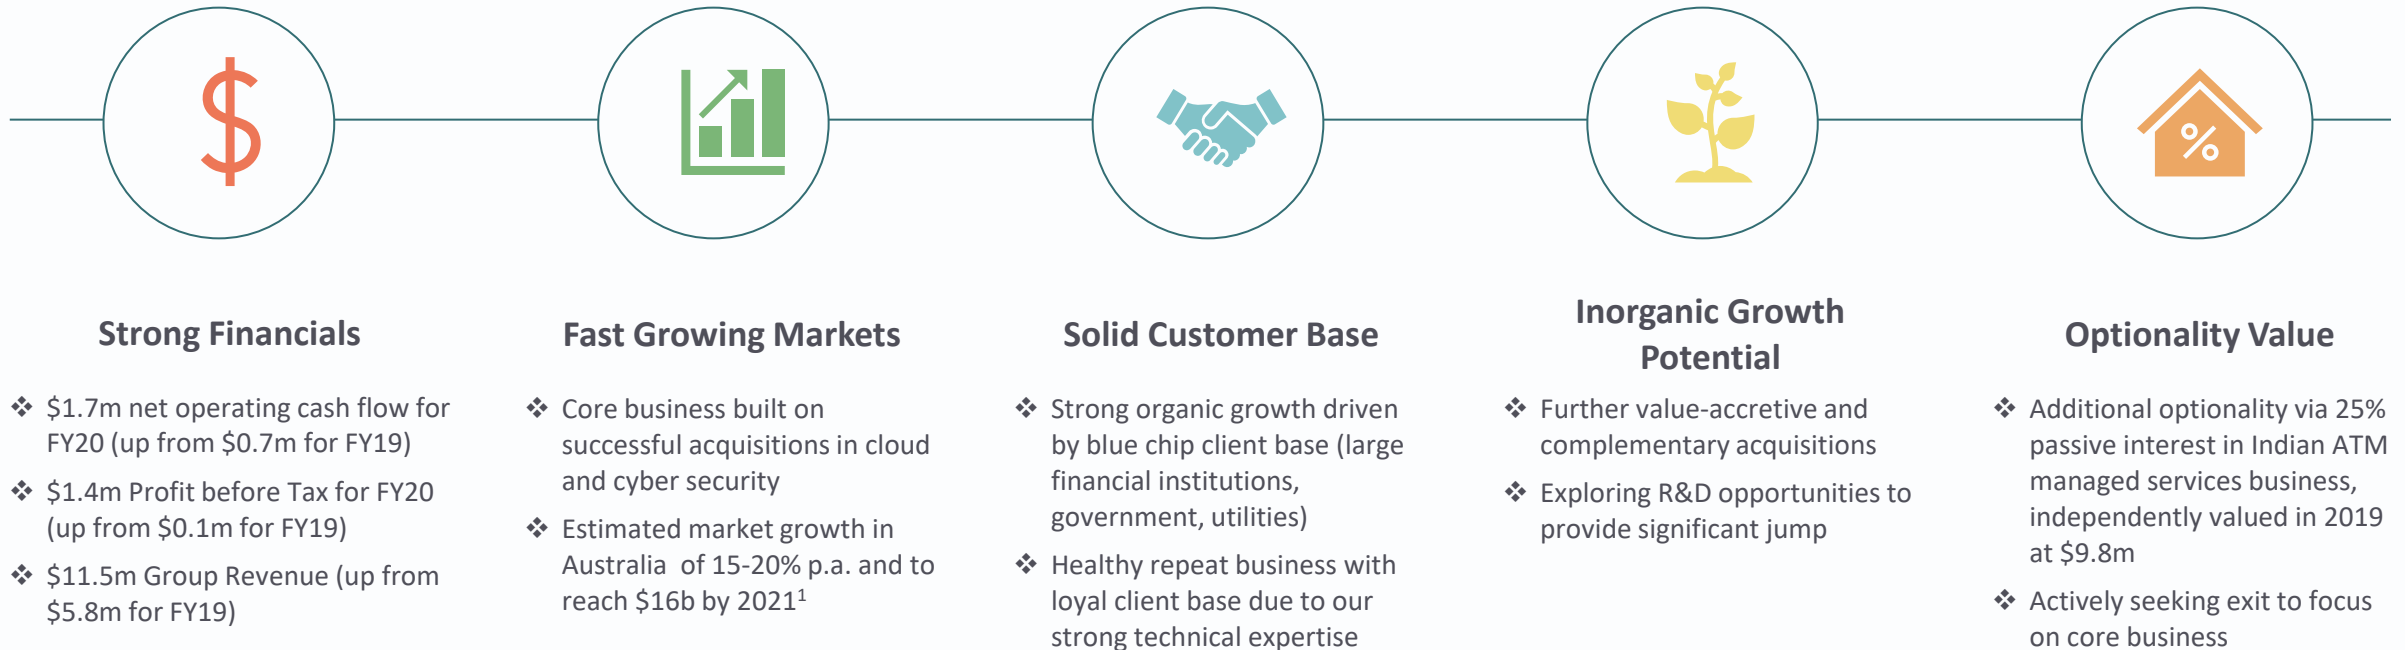 Strong Financials
❖ $1.7m net operating cash flow for
FY20 (up from $0.7m for FY19)
❖ $1.4m Profit before Tax for FY20
(up from $0.1m for FY19)
❖ $11.5m Group Revenue (up from
$5.8m for FY19)
Fast Growing Markets
❖ Core business built on
successful acquisitions in cloud
and cyber security
❖ Estimated market growth in
Australia of 15-20% p.a. and to
reach $16b by 2021¹
Solid Customer Base
❖ Strong organic growth driven
by blue chip client base (large
financial institutions,
government, utilities)
❖ Healthy repeat business with
loyal client base due to our
strong technical expertise
Inorganic Growth
Potential
❖ Further value-accretive and
complementary acquisitions
❖ Exploring R&D opportunities to
provide significant jump
Optionality Value
❖ Additional optionality via 25%
passive interest in Indian ATM
managed services business,
independently valued in 2019
at $9.8m
❖ Actively seeking exit to focus
on core business